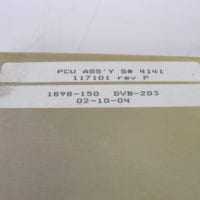 PCU ASS'Y S# 4141
117101 rev P
1898-150 DVB-203
02-10-04